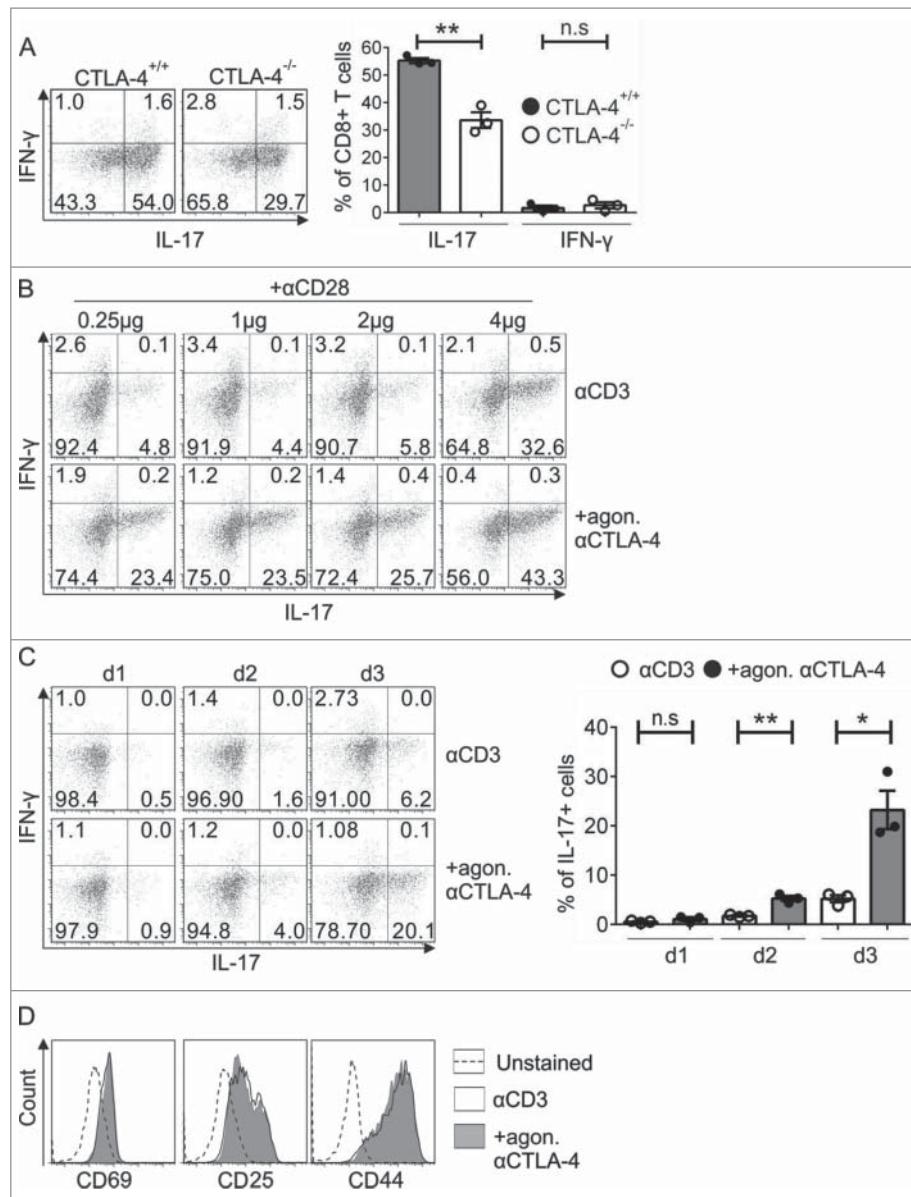 A
CTLA-4+/+ CTLA-4-/-
1.0 1.6 2.8 1.5
43.3 54.0 65.8 29.7
IFN-γ
IL-17
% of CD8+ T cells
60
50
40
30
20
10
0
** n.s
CTLA-4+/+
CTLA-4-/-
IL-17 IFN-γ
B
+αCD28
0.25µg 1µg 2µg 4µg
2.6 0.1 3.4 0.1 3.2 0.1 2.1 0.5
αCD3
92.4 4.8 91.9 4.4 90.7 5.8 64.8 32.6
1.9 0.2 1.2 0.2 1.4 0.4 0.4 0.3
+agon.
αCTLA-4
74.4 23.4 75.0 23.5 72.4 25.7 56.0 43.3
IFN-γ
IL-17
C
d1 d2 d3
1.0 0.0 1.4 0.0 2.73 0.0
αCD3
98.4 0.5 96.90 1.6 91.00 6.2
1.1 0.0 1.2 0.0 1.08 0.1
+agon.
αCTLA-4
97.9 0.9 94.8 4.0 78.70 20.1
IFN-γ
IL-17
αCD3 +agon. αCTLA-4
% of IL-17+ cells
40
30
20
10
0
n.s ** *
d1 d2 d3
D
Count
CD69 CD25 CD44
Unstained
αCD3
+agon.
αCTLA-4